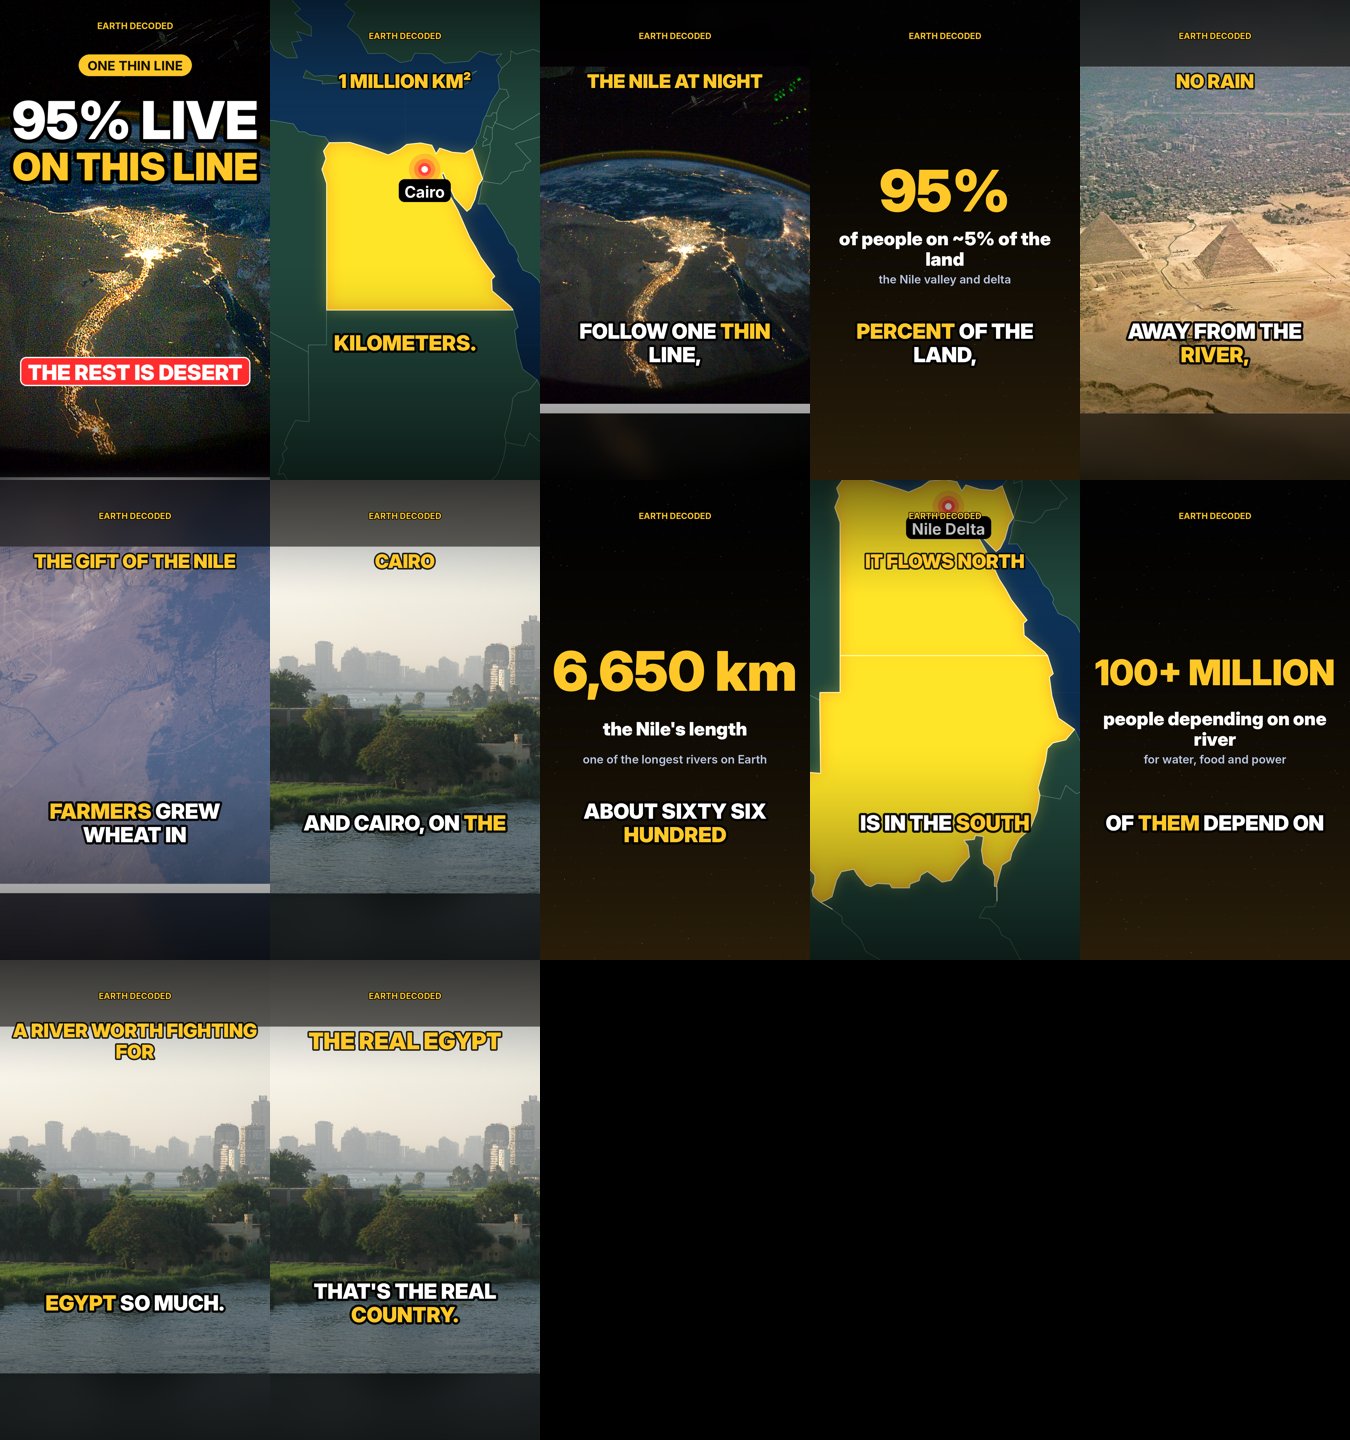 EARTH DECODED
ONE THIN LINE
95% LIVE
ON THIS LINE
THE REST IS DESERT
EARTH DECODED
1 MILLION KM²
Cairo
KILOMETERS.
EARTH DECODED
THE NILE AT NIGHT
FOLLOW ONE THIN
LINE,
EARTH DECODED
95%
of people on ~5% of the
land
the Nile valley and delta
PERCENT OF THE
LAND,
EARTH DECODED
NO RAIN
AWAY FROM THE
RIVER,
EARTH DECODED
THE GIFT OF THE NILE
FARMERS GREW
WHEAT IN
EARTH DECODED
CAIRO
AND CAIRO, ON THE
EARTH DECODED
6,650 km
the Nile's length
one of the longest rivers on Earth
ABOUT SIXTY SIX
HUNDRED
EARTH DECODED
Nile Delta
IT FLOWS NORTH
IS IN THE SOUTH
EARTH DECODED
100+ MILLION
people depending on one
river
for water, food and power
OF THEM DEPEND ON
EARTH DECODED
A RIVER WORTH FIGHTING
FOR
EGYPT SO MUCH.
EARTH DECODED
THE REAL EGYPT
THAT'S THE REAL
COUNTRY.